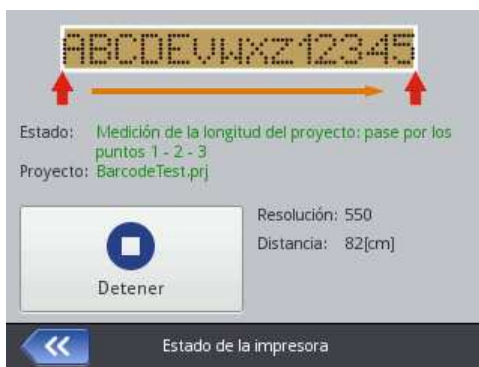 ABCDEVWXZ12345
Estado: Medición de la longitud del proyecto: pase por los
puntos 1 - 2 - 3
Proyecto: BarcodeTest.prj
Resolución: 550
Distancia: 82[cm]
Detener
Estado de la impresora